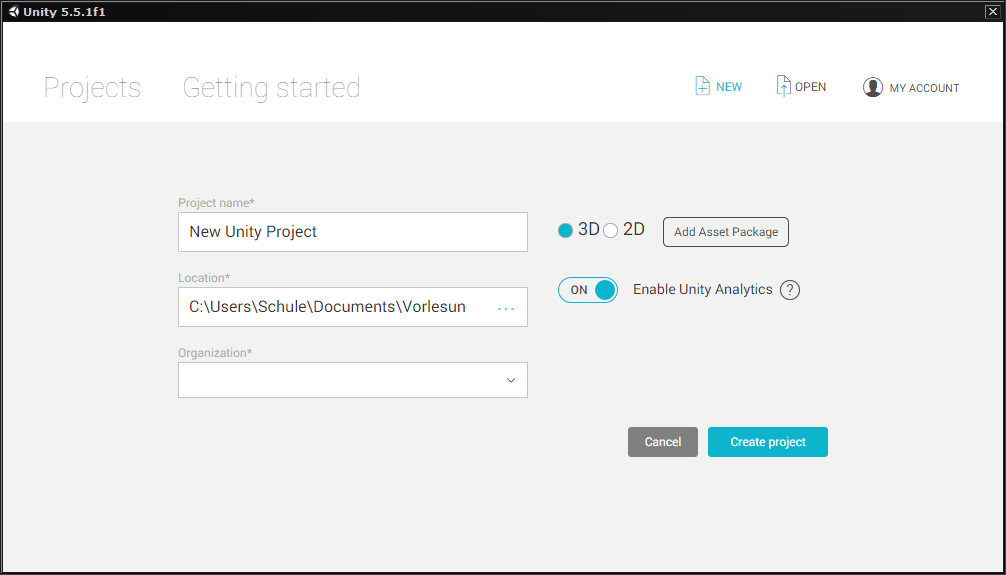 Unity 5.5.1f1
Projects Getting started NEW OPEN MY ACCOUNT
Project name*
New Unity Project
3D 2D Add Asset Package
Location*
C:\Users\Schule\Documents\Vorlesun ...
ON Enable Unity Analytics ?
Organization*
Cancel Create project